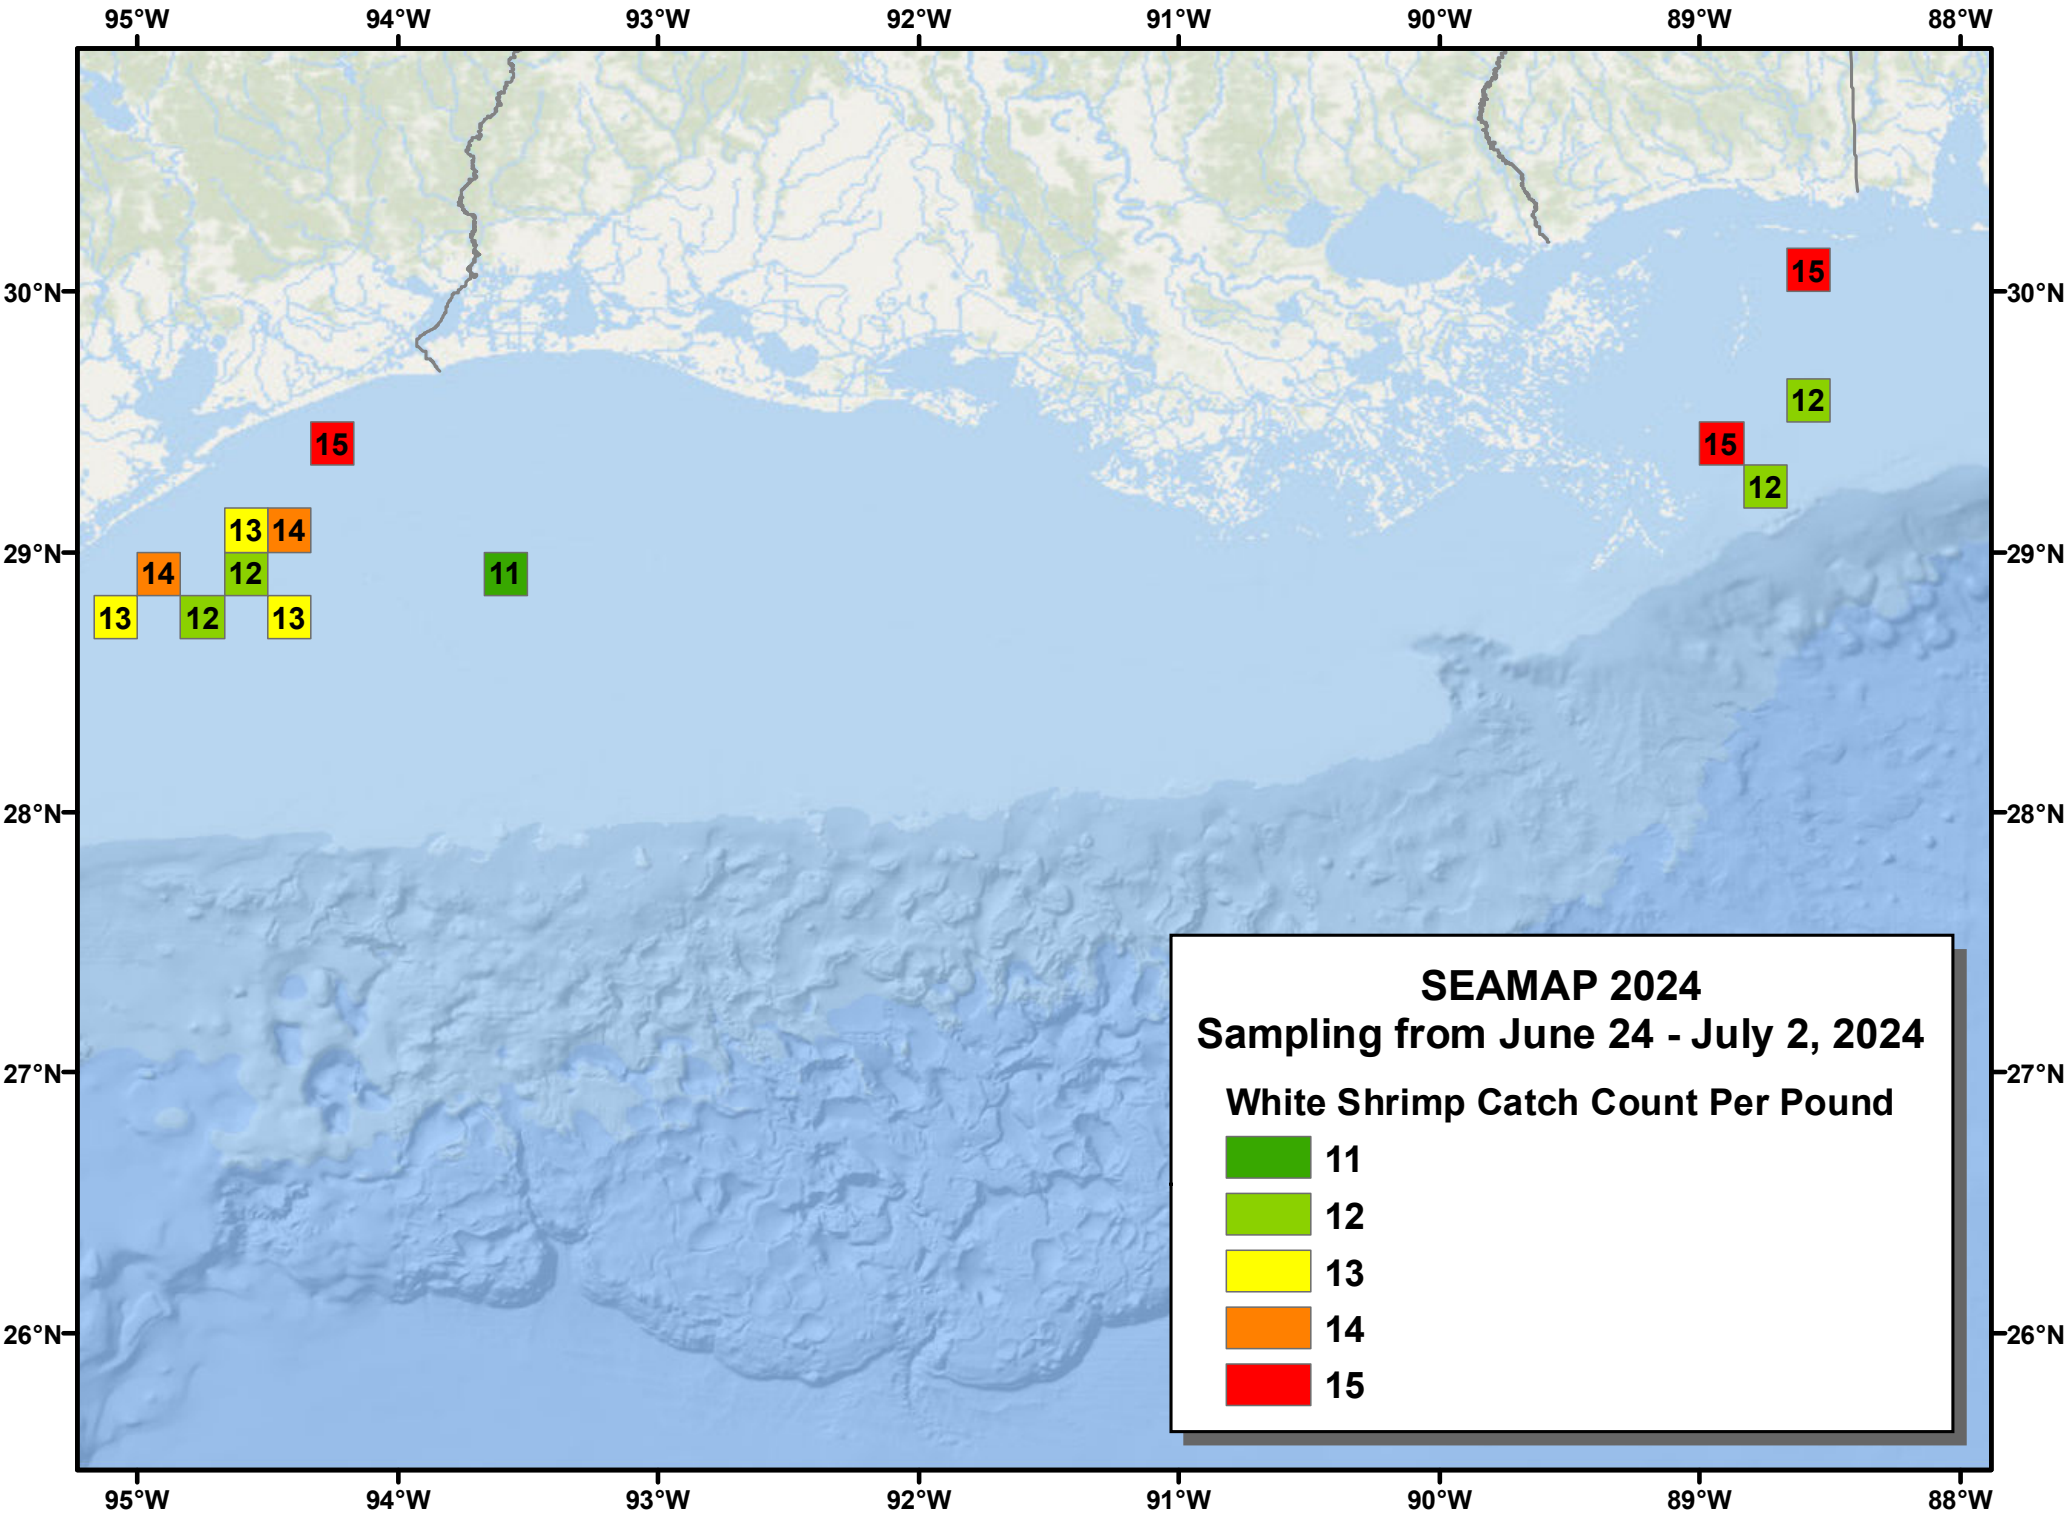 95°W 94°W 93°W 92°W 91°W 90°W 89°W 88°W
15
30°N 30°N
12
15 15
12
13 14
29°N 29°N
14 12 11
13 12 13
28°N 28°N
SEAMAP 2024
Sampling from June 24 - July 2, 2024
27°N 27°N
White Shrimp Catch Count Per Pound
11
12
13
26°N 14 26°N
15
95°W 94°W 93°W 92°W 91°W 90°W 89°W 88°W